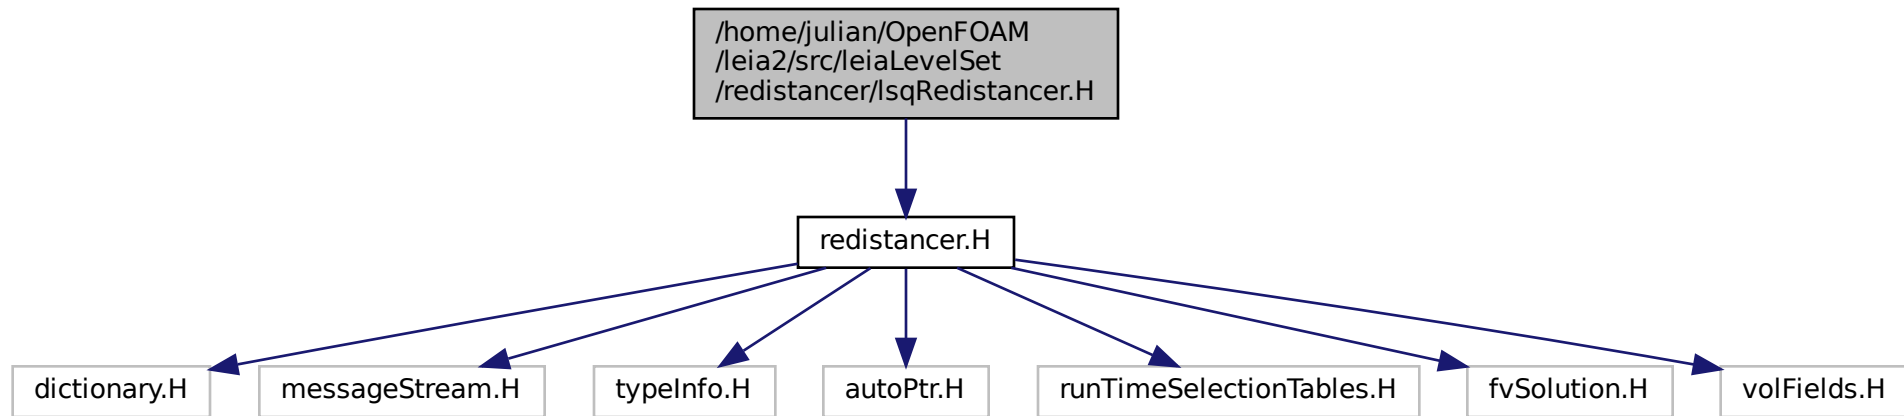 /home/julian/OpenFOAM
/leia2/src/leiaLevelSet
/redistancer/lsqRedistancer.H
redistancer.H
dictionary.H
messageStream.H
typeInfo.H
autoPtr.H
runTimeSelectionTables.H
fvSolution.H
volFields.H